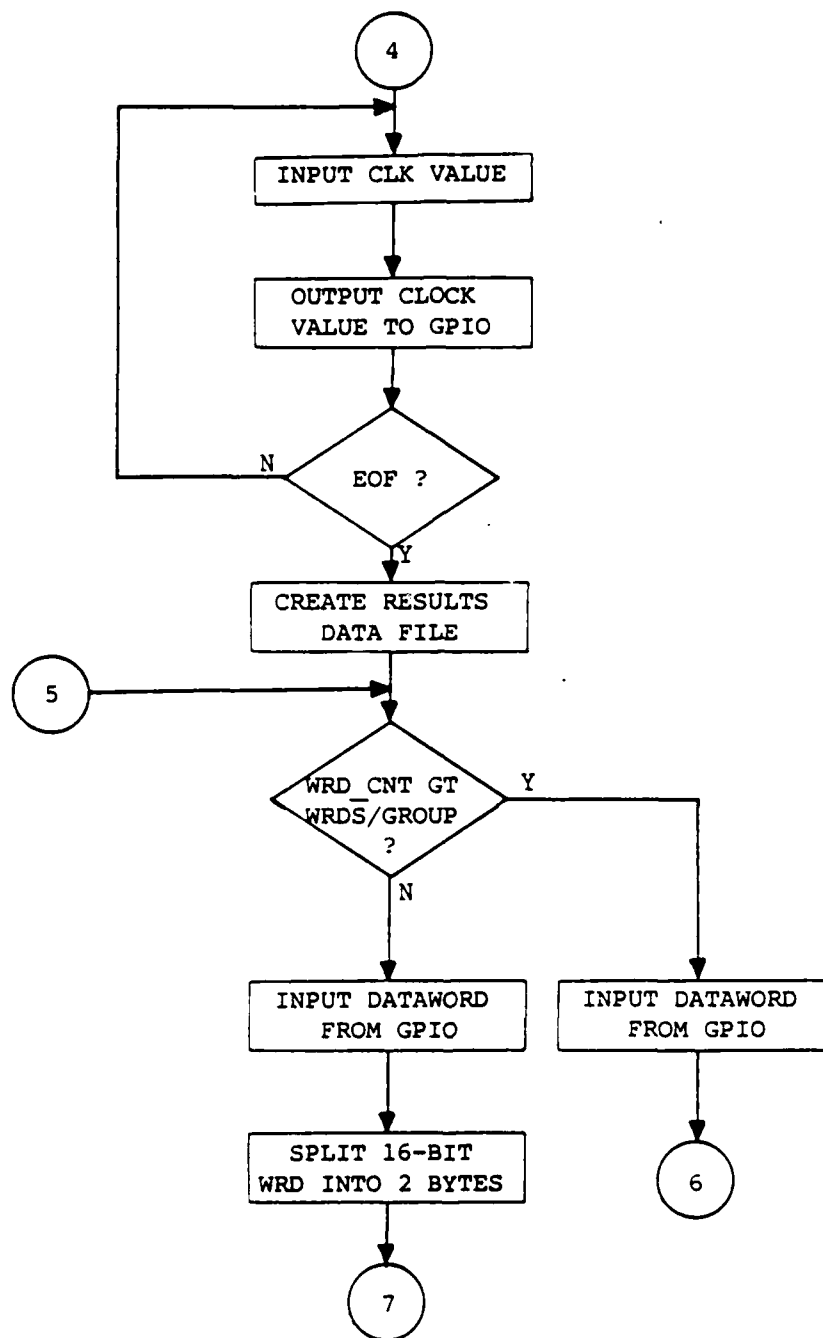 4
INPUT CLK VALUE
OUTPUT CLOCK
VALUE TO GPIO
N
EOF ?
Y
CREATE RESULTS
DATA FILE
5
WRD_CNT GT
WRDS/GROUP
?
Y
N
INPUT DATAWORD
FROM GPIO
INPUT DATAWORD
FROM GPIO
SPLIT 16-BIT
WRD INTO 2 BYTES
6
7